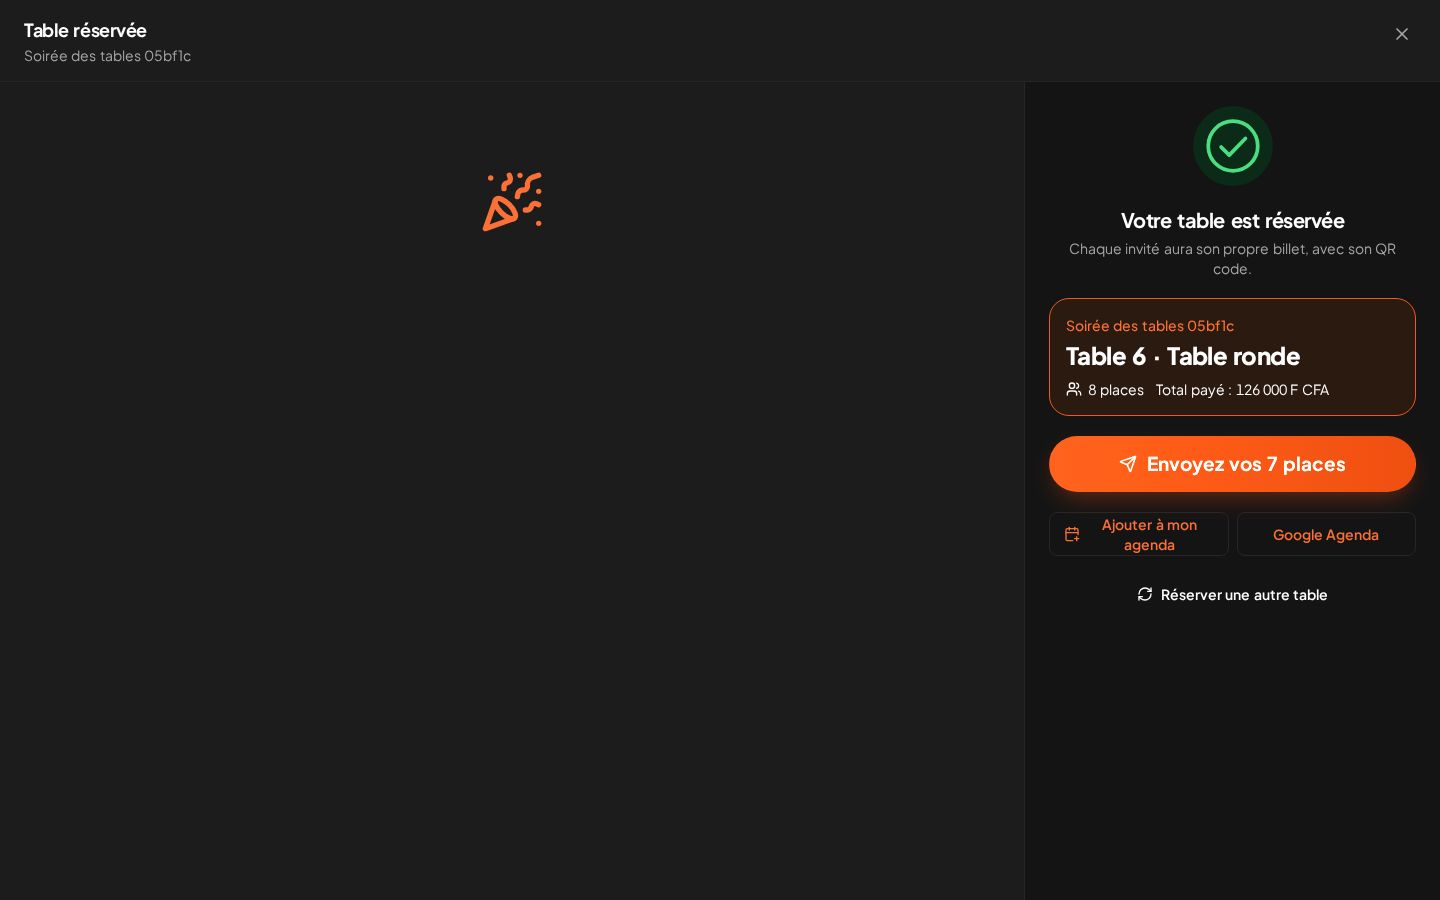 Table réservée
Soirée des tables 05bf1c
Votre table est réservée
Chaque invité aura son propre billet, avec son QR
code.
Soirée des tables 05bf1c
Table 6 · Table ronde
8 places Total payé : 126 000 F CFA
Envoyez vos 7 places
Ajouter à mon
agenda
Google Agenda
Réserver une autre table